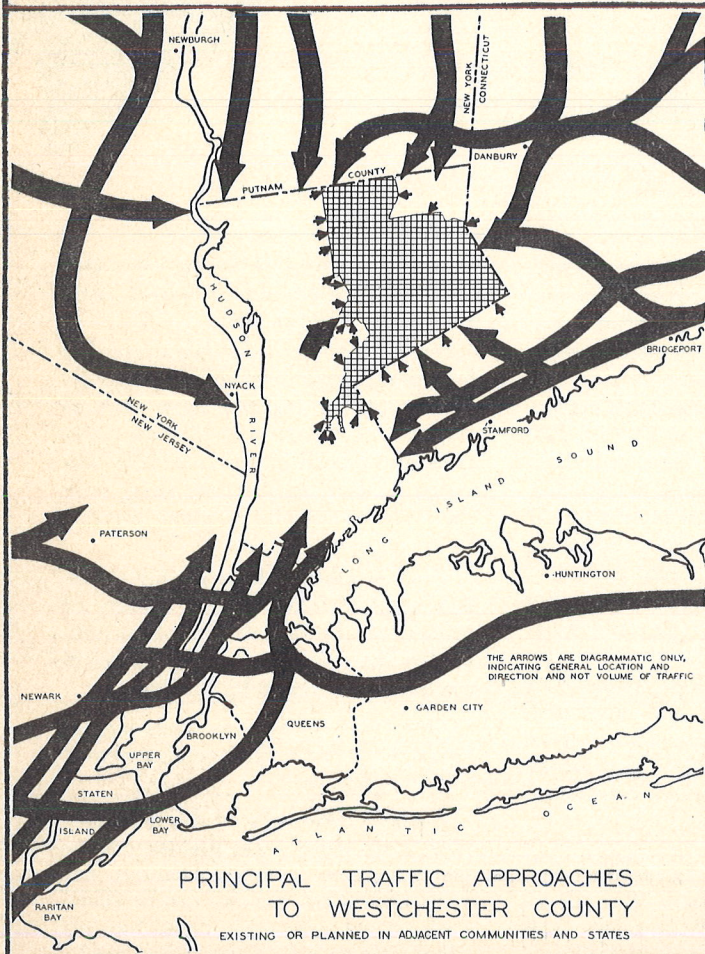 NEWBURGH
NEW YORK
CONNECTICUT
DANBURY
PUTNAM COUNTY
HUDSON RIVER
BRIDGEPORT
NYACK
NEW YORK
NEW JERSEY
STAMFORD
LONG ISLAND SOUND
PATERSON
HUNTINGTON
THE ARROWS ARE DIAGRAMMATIC ONLY,
INDICATING GENERAL LOCATION AND
DIRECTION AND NOT VOLUME OF TRAFFIC
NEWARK
GARDEN CITY
QUEENS
BROOKLYN
UPPER
BAY
STATEN
ISLAND
LOWER
BAY
ATLANTIC OCEAN
PRINCIPAL TRAFFIC APPROACHES
TO WESTCHESTER COUNTY
RARITAN
BAY
EXISTING OR PLANNED IN ADJACENT COMMUNITIES AND STATES